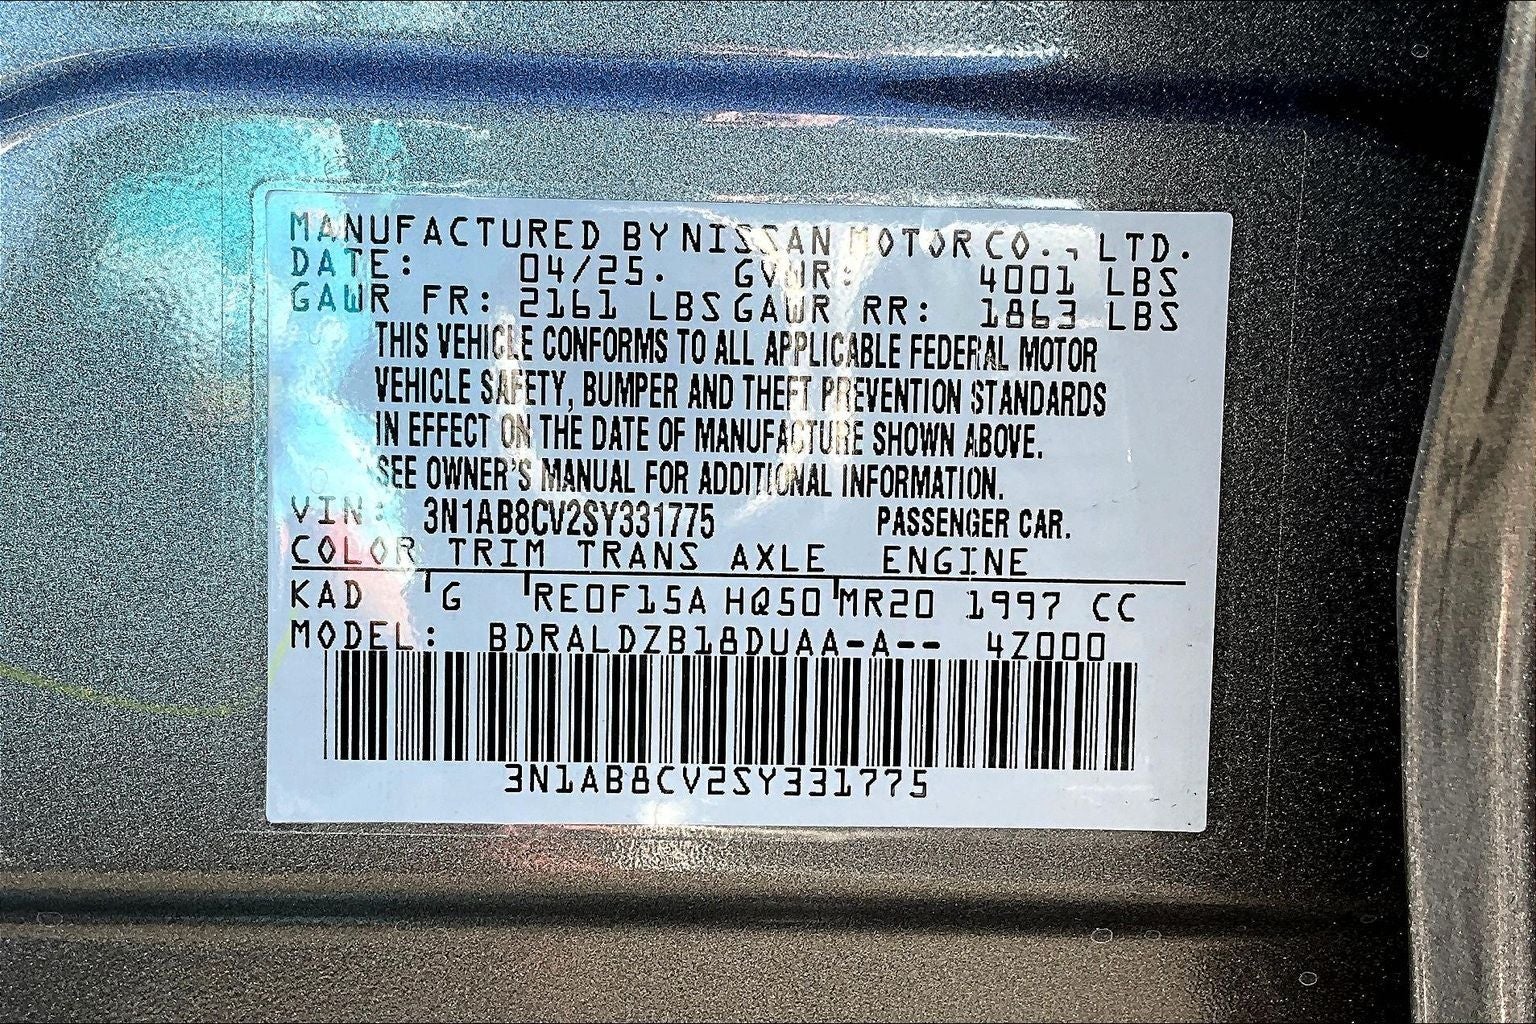 MANUFACTURED BY NISSAN MOTOR CO., LTD.
DATE: 04/25. GVWR: 4001 LBS
GAWR FR: 2161 LBS GAWR RR: 1863 LBS
THIS VEHICLE CONFORMS TO ALL APPLICABLE FEDERAL MOTOR
VEHICLE SAFETY, BUMPER AND THEFT PREVENTION STANDARDS
IN EFFECT ON THE DATE OF MANUFACTURE SHOWN ABOVE.
SEE OWNER'S MANUAL FOR ADDITIONAL INFORMATION.
VIN: 3N1AB8CV2SY331775 PASSENGER CAR.
COLOR TRIM TRANS AXLE ENGINE
KAD G RE0F15A HQ50 MR20 1997 CC
MODEL: BDRALDZB18DUAA-A-- 4Z000
3N1AB8CV2SY331775